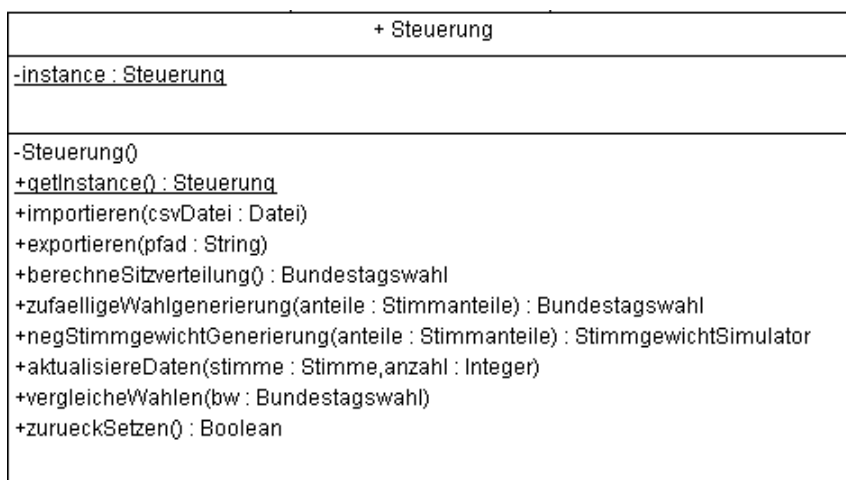 + Steuerung
-instance : Steuerung
-Steuerung()
+getInstance() : Steuerung
+importieren(csvDatei : Datei)
+exportieren(pfad : String)
+berechneSitzverteilung() : Bundestagswahl
+zufaelligeWahlgenerierung(anteile : Stimmanteile) : Bundestagswahl
+negStimmgewichtGenerierung(anteile : Stimmanteile) : StimmgewichtSimulator
+aktualisiereDaten(stimme : Stimme,anzahl : Integer)
+vergleicheWahlen(bw : Bundestagswahl)
+zurueckSetzen() : Boolean